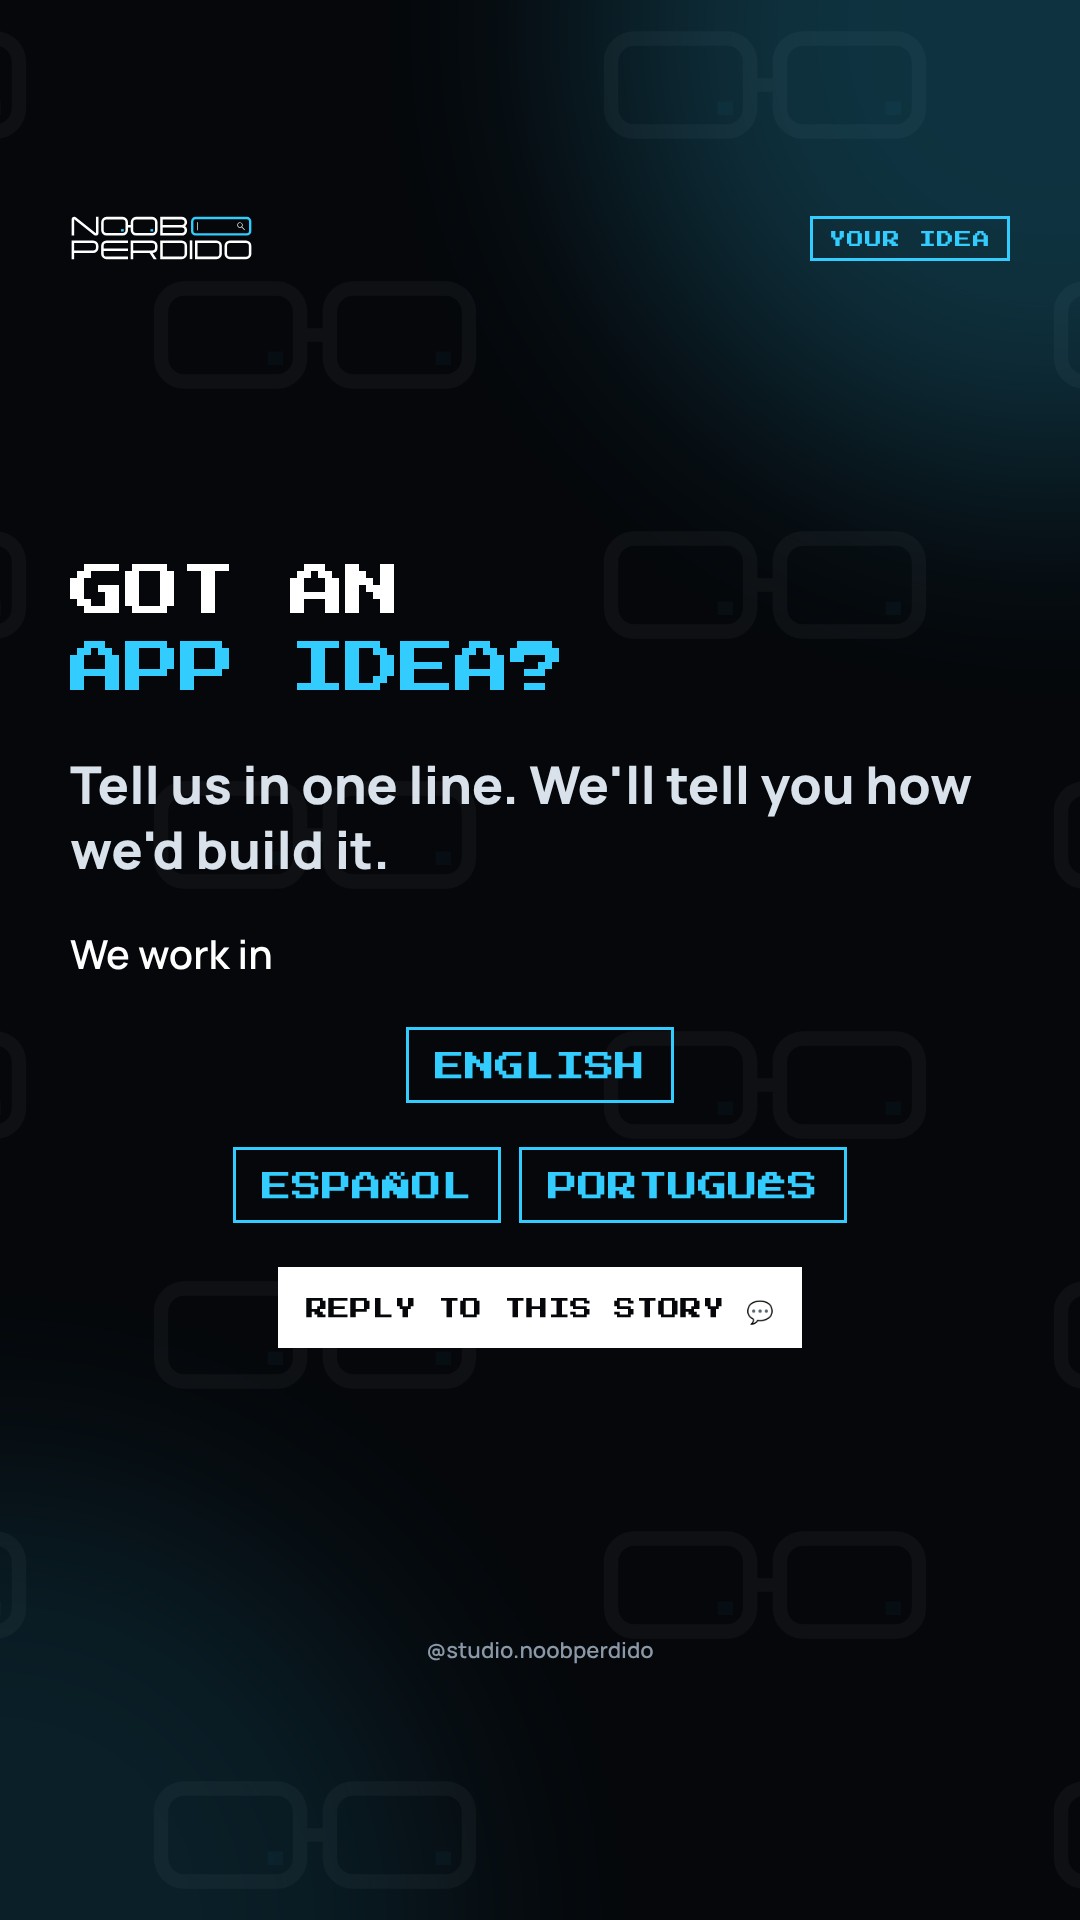 NOOB
PERDIDO
YOUR IDEA
GOT AN
APP IDEA?
Tell us in one line. We'll tell you how
we'd build it.
We work in
ENGLISH
ESPAÑOL PORTUGUÊS
REPLY TO THIS STORY 💬
@studio.noobperdido